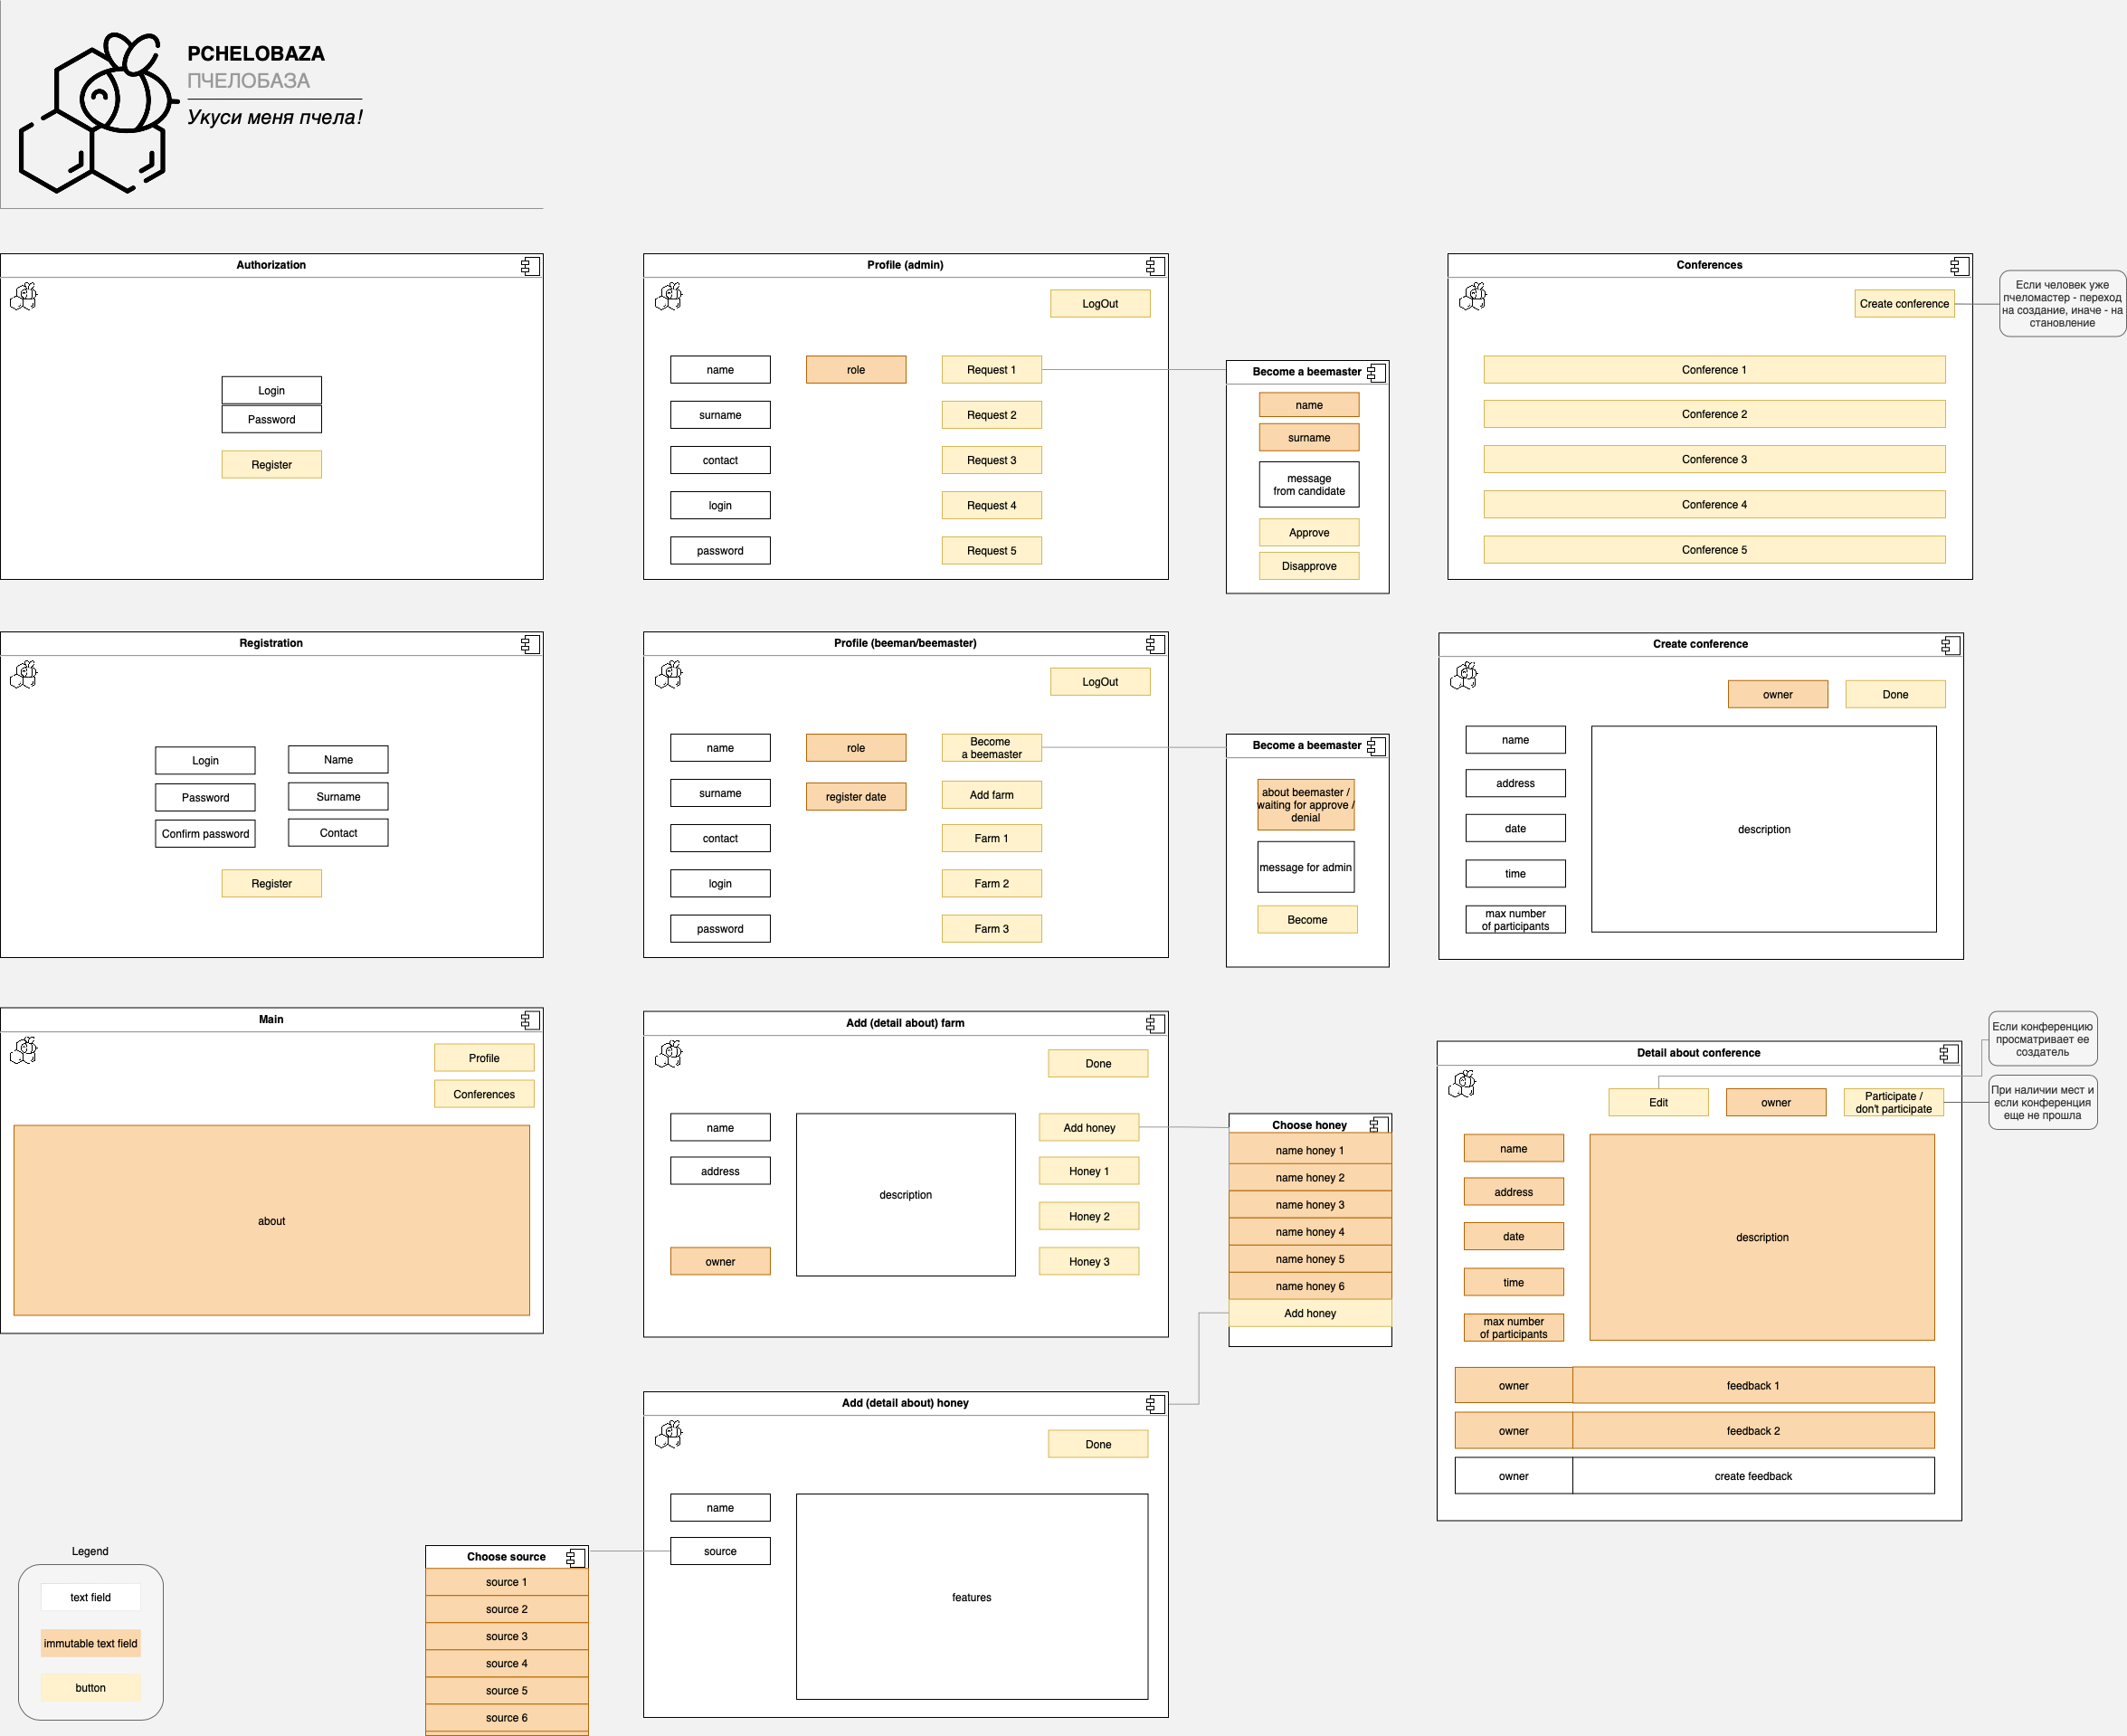 PCHELOBAZA
ПЧЕЛОБАЗА
Укуси меня пчела!
Authorization
Login
Password
Register
Profile (admin)
LogOut
name
role
Request 1
surname
Request 2
contact
Request 3
login
Request 4
password
Request 5
Become a beemaster
name
surname
message
from candidate
Approve
Disapprove
Conferences
Create conference
Если человек уже
пчеломастер - переход
на создание, иначе - на
становление
Conference 1
Conference 2
Conference 3
Conference 4
Conference 5
Registration
Login
Name
Password
Surname
Confirm password
Contact
Register
Profile (beeman/beemaster)
LogOut
name
role
Become
a beemaster
surname
register date
Add farm
contact
Farm 1
login
Farm 2
password
Farm 3
Become a beemaster
about beemaster /
waiting for approve /
denial
message for admin
Become
Create conference
owner
Done
name
address
date
time
max number
of participants
description
Main
Profile
Conferences
about
Add (detail about) farm
Done
name
address
owner
description
Add honey
Honey 1
Honey 2
Honey 3
Choose honey
name honey 1
name honey 2
name honey 3
name honey 4
name honey 5
name honey 6
Add honey
Detail about conference
Если конференцию
просматривает ее
создатель
При наличии мест и
если конференция
еще не прошла
Edit
owner
Participate /
don't participate
name
address
date
time
max number
of participants
description
owner
feedback 1
owner
feedback 2
owner
create feedback
Add (detail about) honey
Done
name
source
features
Choose source
source 1
source 2
source 3
source 4
source 5
source 6
Legend
text field
immutable text field
button